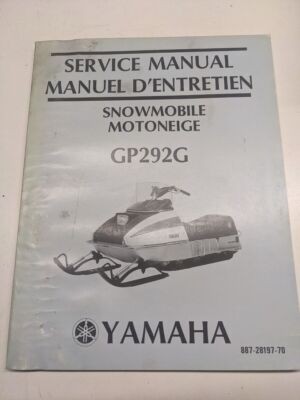 SERVICE MANUAL
MANUEL D'ENTRETIEN
SNOWMOBILE
MOTONEIGE
GP292G
YAMAHA
887-28197-70